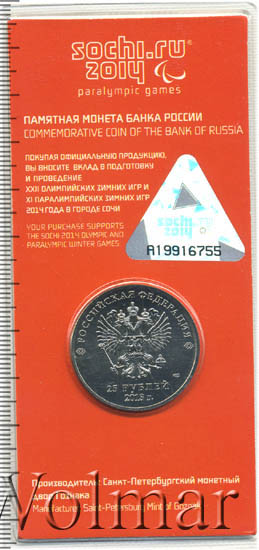 sochi.ru
2014
paralympic games
ПАМЯТНАЯ МОНЕТА БАНКА РОССИИ
COMMEMORATIVE COIN OF THE BANK OF RUSSIA
ПОКУПАЯ ОФИЦИАЛЬНУЮ ПРОДУКЦИЮ,
ВЫ ВНОСИТЕ ВКЛАД В ПОДГОТОВКУ
И ПРОВЕДЕНИЕ
XXII ОЛИМПИЙСКИХ ЗИМНИХ ИГР И
XI ПАРАЛИМПИЙСКИХ ЗИМНИХ ИГР
2014 ГОДА В ГОРОДЕ СОЧИ
YOUR PURCHASE SUPPORTS
THE SOCHI 2014 OLYMPIC AND
PARALYMPIC WINTER GAMES
sochi.ru
2014
A19916755
РОССИЙСКАЯ ФЕДЕРАЦИЯ
25 РУБЛЕЙ
Производитель: Санкт-Петербургский монетный
двор Гознака
Manufacturer: Saint-Petersburg Mint of Goznak
Volmar